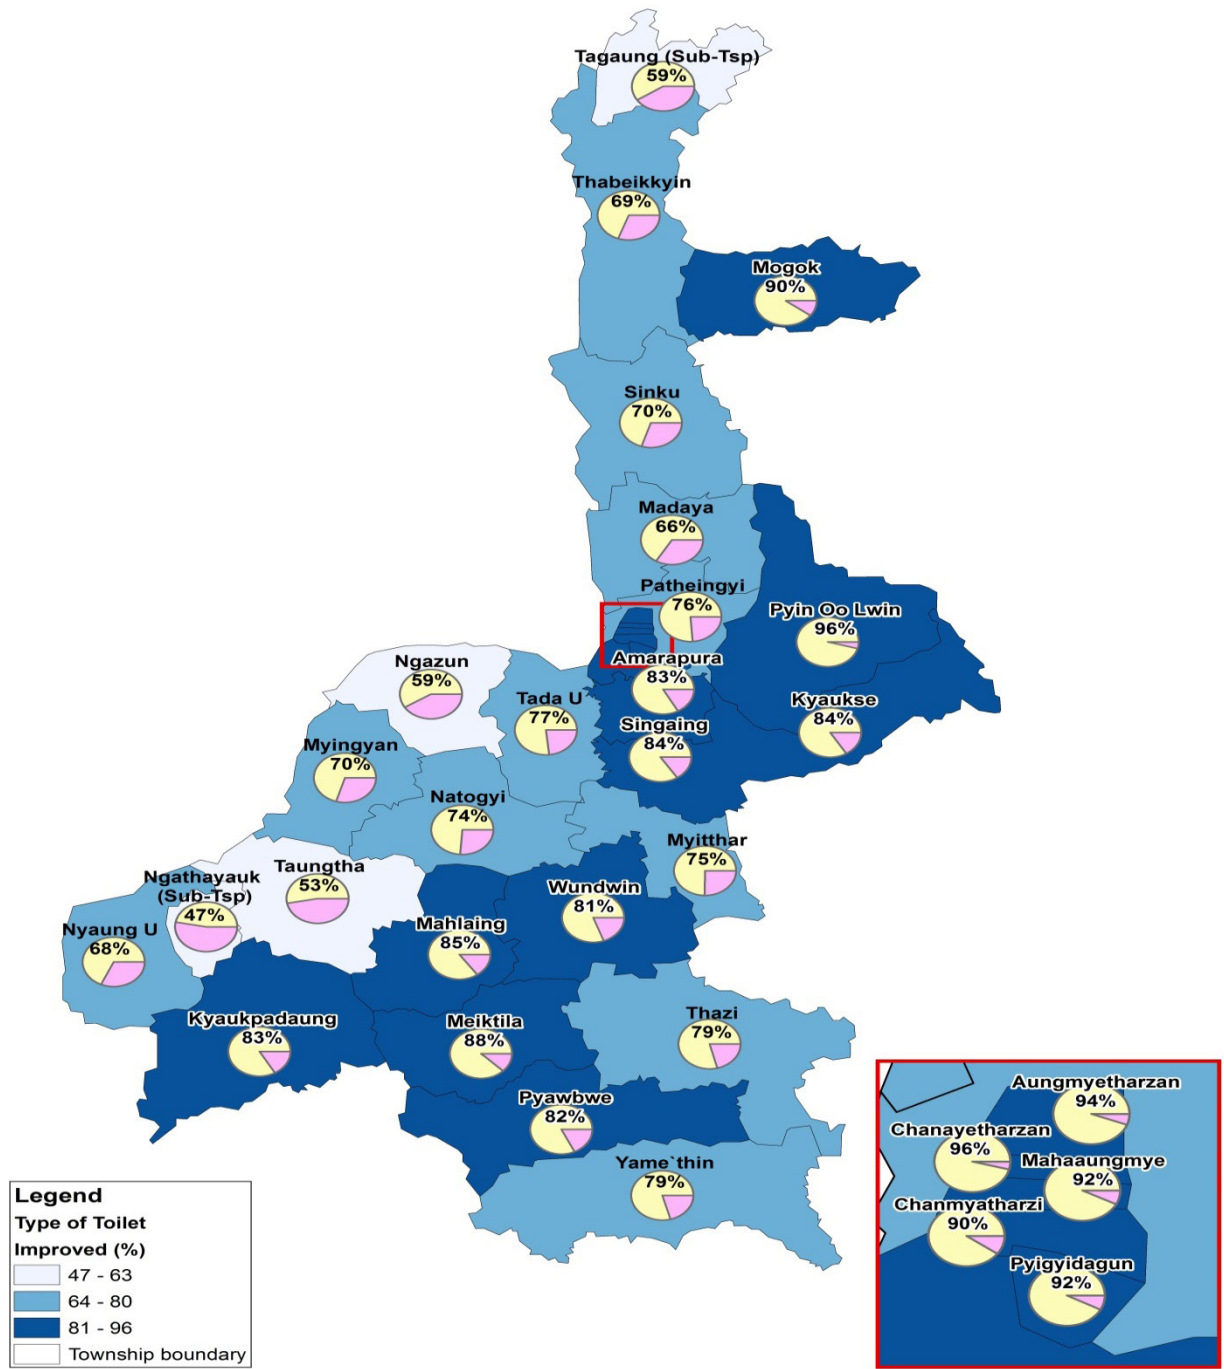 Tagaung (Sub-Tsp)
59%
Thabeikkyin
69%
Mogok
90%
Sinku
70%
Madaya
66%
Patheingyi
76%
Pyin Oo Lwin
96%
Amarapura
83%
Ngazun
59%
Tada U
77%
Kyaukse
84%
Singaing
84%
Myingyan
70%
Natogyi
74%
Myitthar
75%
Taungtha
53%
Ngathayauk
(Sub-Tsp)
47%
Wundwin
81%
Nyaung U
68%
Mahlaing
85%
Kyaukpadaung
83%
Meiktila
88%
Thazi
79%
Pyawbwe
82%
Yame`thin
79%
Aungmyetharzan
94%
Chanayetharzan
96%
Mahaaungmye
92%
Chanmyatharzi
90%
Pyigyidagun
92%
Legend
Type of Toilet
Improved (%)
47 - 63
64 - 80
81 - 96
Township boundary